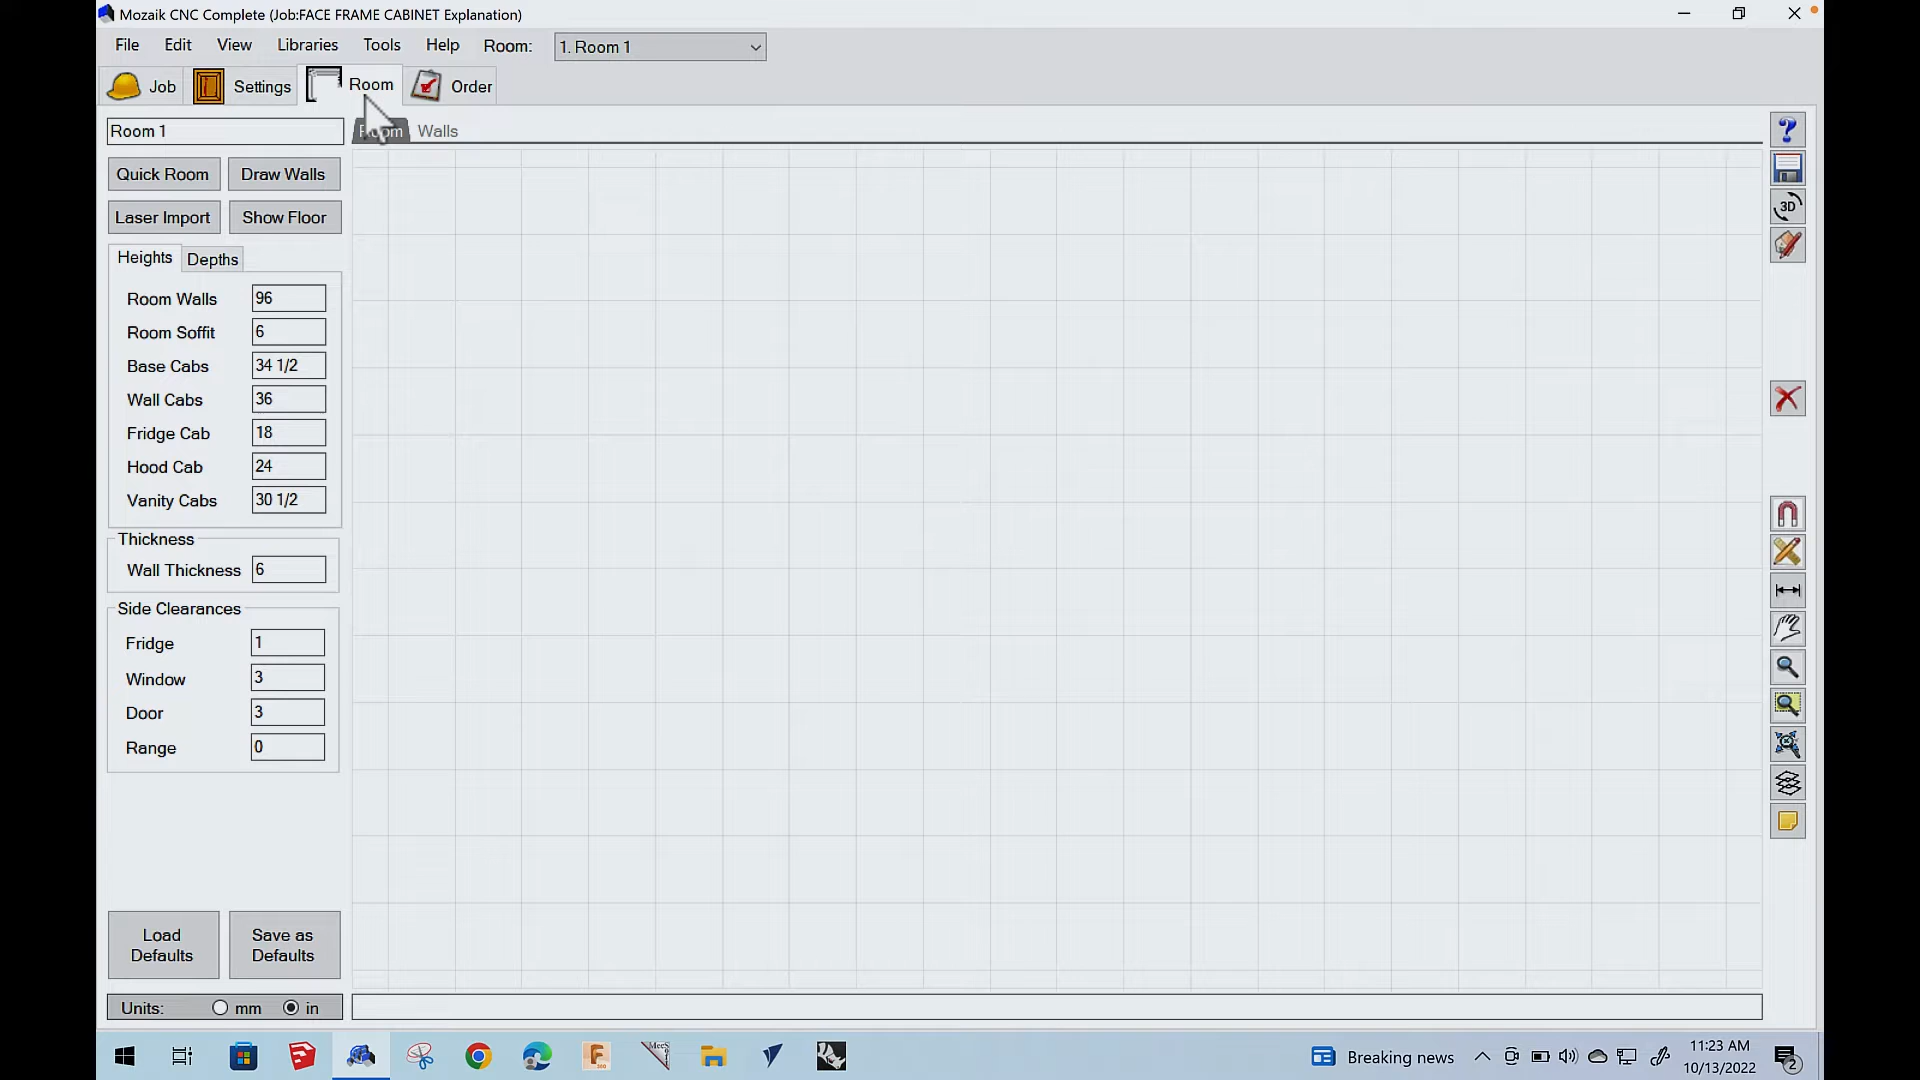 Mozaik CNC Complete (Job:FACE FRAME CABINET Explanation)
File Edit View Libraries Tools Help Room: 1. Room 1
Job Settings Room Order
Room 1
Room Walls
Quick Room Draw Walls
Laser Import Show Floor
Heights Depths
Room Walls 96
Room Soffit 6
Base Cabs 34 1/2
Wall Cabs 36
Fridge Cab 18
Hood Cab 24
Vanity Cabs 30 1/2
Thickness
Wall Thickness 6
Side Clearances
Fridge 1
Window 3
Door 3
Range 0
Load Defaults
Save as Defaults
Units: mm in
?
3D
Breaking news
11:23 AM
10/13/2022
2